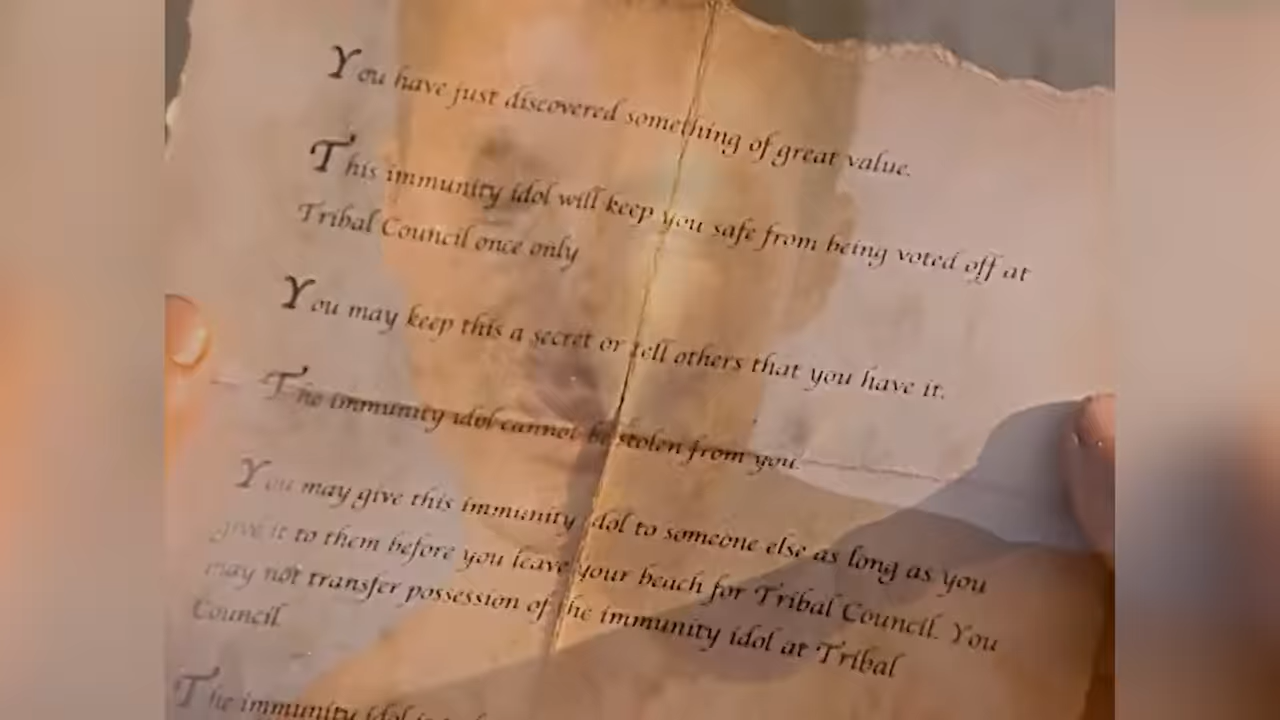 You have just discovered something of great value.
This immunity idol will keep you safe from being voted off at
Tribal Council once only
You may keep this a secret or tell others that you have it.
The immunity idol cannot be stolen from you.
You may give this immunity idol to someone else as long as you
give it to them before you leave your beach for Tribal Council. You
may not transfer possession of the immunity idol at Tribal
Council.
The immunity idol